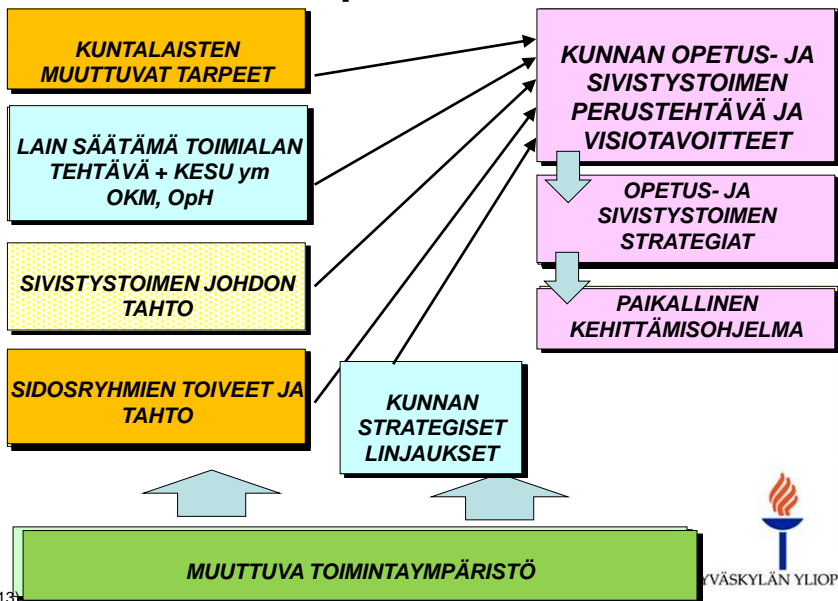 KUNTALAISTEN
MUUTTUVAT TARPEET
LAIN SÄÄTÄMÄ TOIMIALAN
TEHTÄVÄ + KESU ym
OKM, OpH
SIVISTYSTOIMEN JOHDON
TAHTO
SIDOSRYHMIEN TOIVEET JA
TAHTO
KUNNAN
STRATEGISET
LINJAUKSET
KUNNAN OPETUS- JA
SIVISTYSTOIMEN
PERUSTEHTÄVÄ JA
VISIOTAVOITTEET
OPETUS- JA
SIVISTYSTOIMEN
STRATEGIAT
PAIKALLINEN
KEHITTÄMISOHJELMA
MUUTTUVA TOIMINTAYMPÄRISTÖ
YVÄSKYLÄN YLIOP
13)